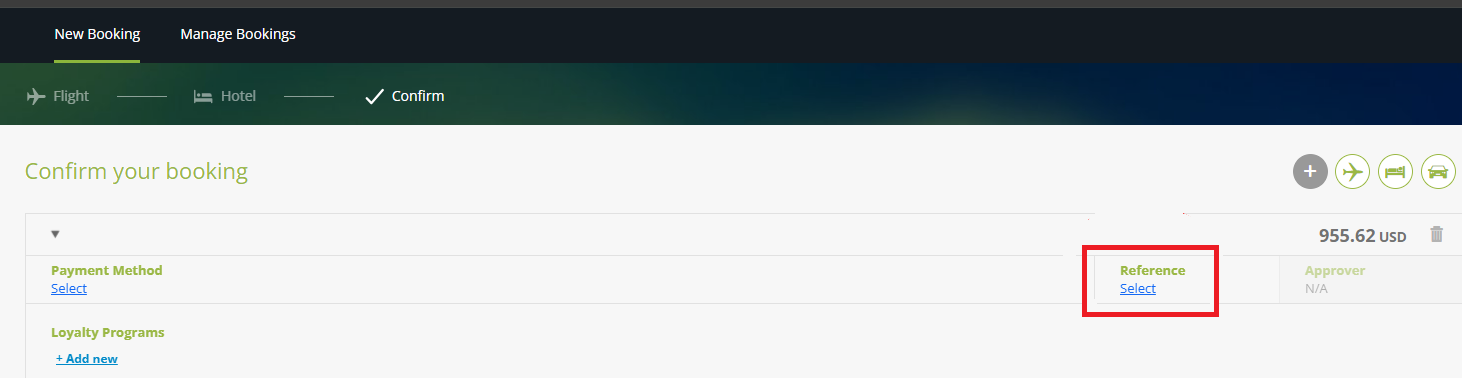 New Booking Manage Bookings
Flight Hotel Confirm
Confirm your booking
955.62 USD
Payment Method Reference Approver
Select Select N/A
Loyalty Programs
+ Add new